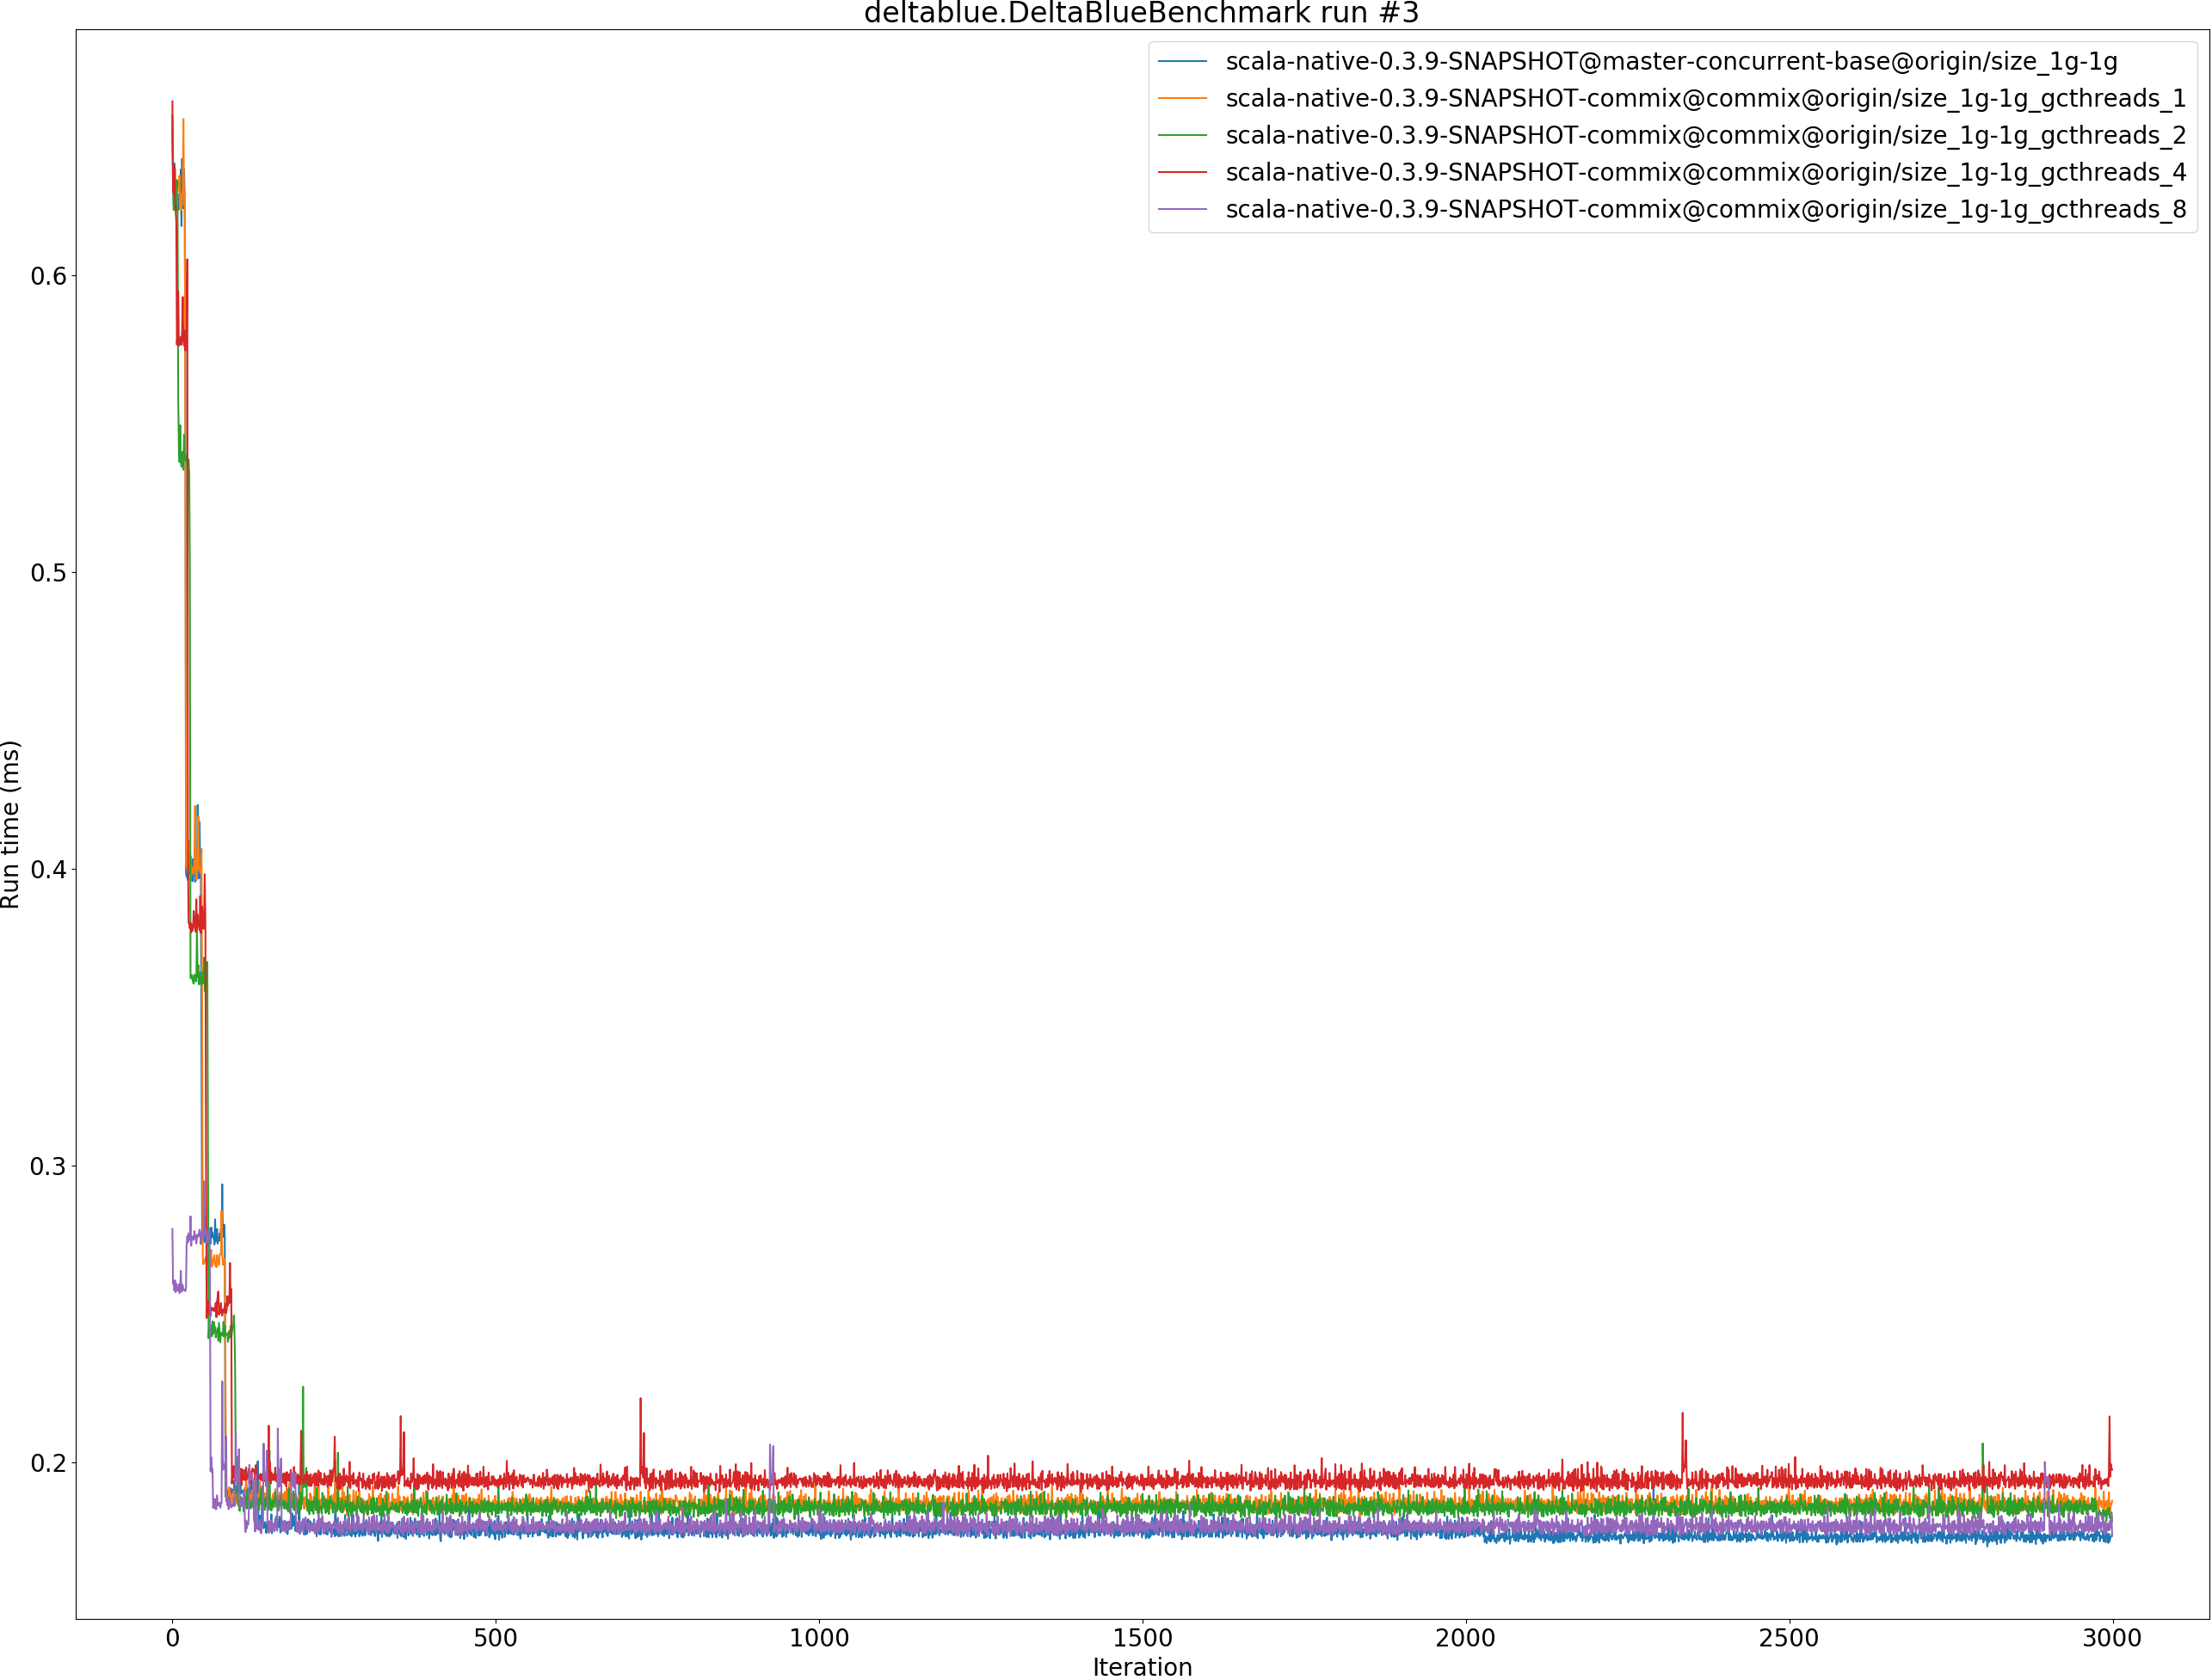 deltablue.DeltaBlueBenchmark run #3
scala-native-0.3.9-SNAPSHOT@master-concurrent-base@origin/size_1g-1g
scala-native-0.3.9-SNAPSHOT-commix@commix@origin/size_1g-1g_gcthreads_1
scala-native-0.3.9-SNAPSHOT-commix@commix@origin/size_1g-1g_gcthreads_2
scala-native-0.3.9-SNAPSHOT-commix@commix@origin/size_1g-1g_gcthreads_4
scala-native-0.3.9-SNAPSHOT-commix@commix@origin/size_1g-1g_gcthreads_8
0.6
0.5
0.4
0.3
0.2
Run time (ms)
0 500 1000 1500 2000 2500 3000
Iteration